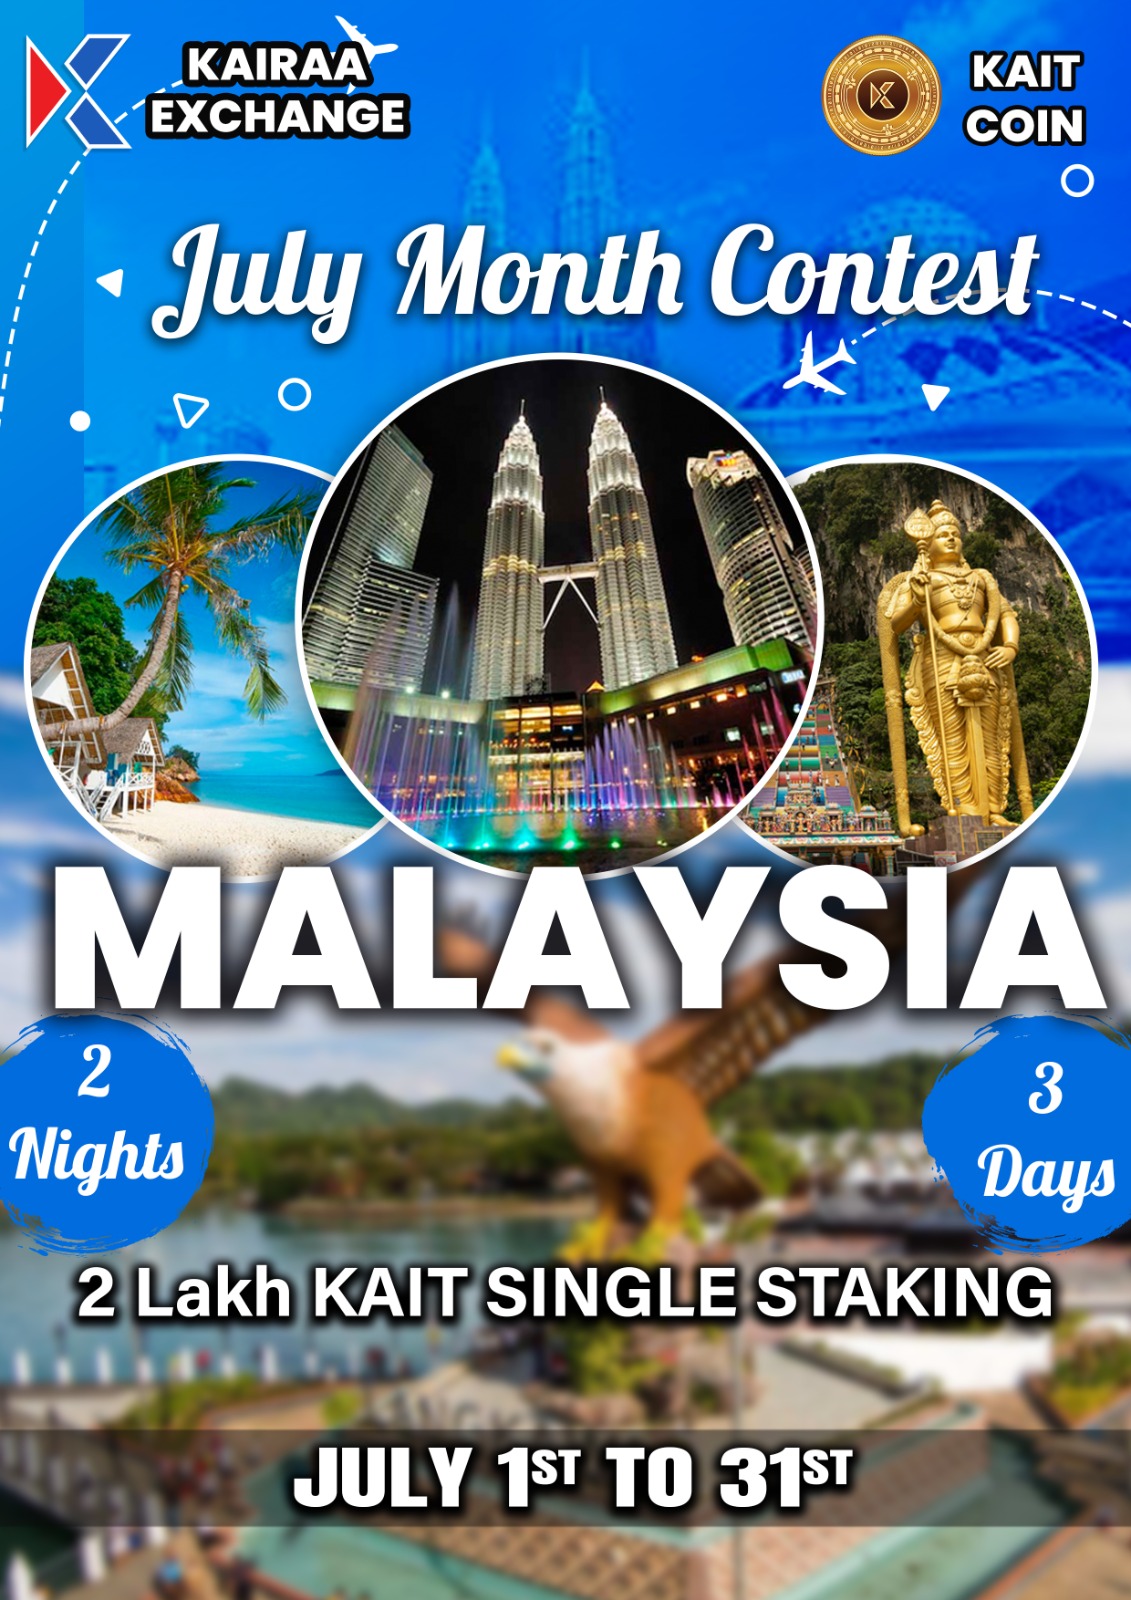 KAIRAA
EXCHANGE
KAIT
COIN
July Month Contest
MALAYSIA
2
Nights
3
Days
2 Lakh KAIT SINGLE STAKING
JULY 1ST TO 31ST